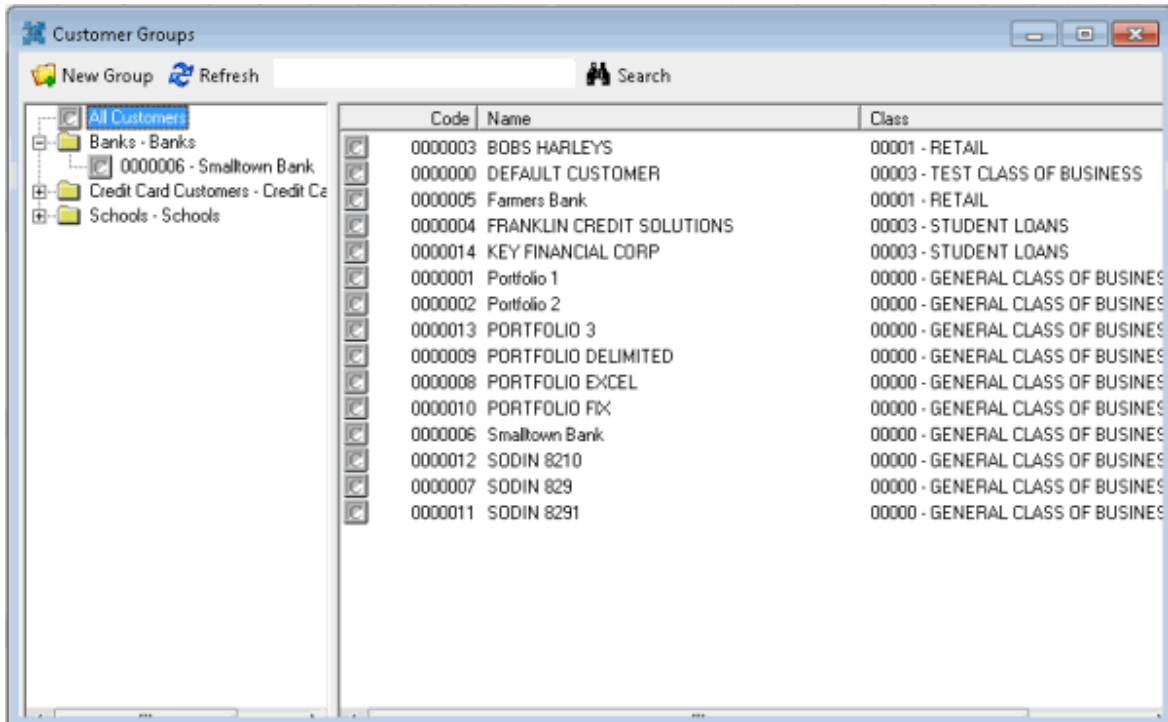 Customer Groups
New Group Refresh Search
All Customers
Banks - Banks
0000006 - Smalltown Bank
Credit Card Customers - Credit Ca
Schools - Schools
Code Name Class
0000003 BOBS HARLEYS 00001 - RETAIL
0000000 DEFAULT CUSTOMER 00003 - TEST CLASS OF BUSINESS
0000005 Farmers Bank 00001 - RETAIL
0000004 FRANKLIN CREDIT SOLUTIONS 00003 - STUDENT LOANS
0000014 KEY FINANCIAL CORP 00003 - STUDENT LOANS
0000001 Portfolio 1 00000 - GENERAL CLASS OF BUSINES
0000002 Portfolio 2 00000 - GENERAL CLASS OF BUSINES
0000013 PORTFOLIO 3 00000 - GENERAL CLASS OF BUSINES
0000009 PORTFOLIO DELIMITED 00000 - GENERAL CLASS OF BUSINES
0000008 PORTFOLIO EXCEL 00000 - GENERAL CLASS OF BUSINES
0000010 PORTFOLIO FIX 00000 - GENERAL CLASS OF BUSINES
0000006 Smalltown Bank 00000 - GENERAL CLASS OF BUSINES
0000012 SODIN 8210 00000 - GENERAL CLASS OF BUSINES
0000007 SODIN 829 00000 - GENERAL CLASS OF BUSINES
0000011 SODIN 8291 00000 - GENERAL CLASS OF BUSINES